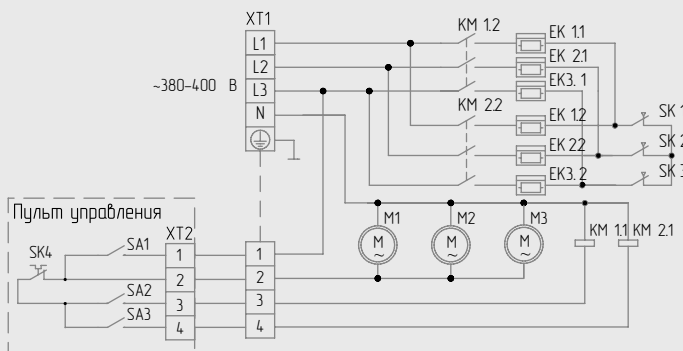 XT1
L1
L2
L3
N
~380-400 В
KM 1.2
EK 1.1
EK 2.1
EK3. 1
KM 2.2
EK 1.2
EK 2.2
EK3. 2
SK 1
SK 2
SK 3
Пульт управления
XT2
SK4
SA1
SA2
SA3
1
2
3
4
1
2
3
4
M1
M2
M3
M
~
M
~
M
~
KM 1.1
KM 2.1